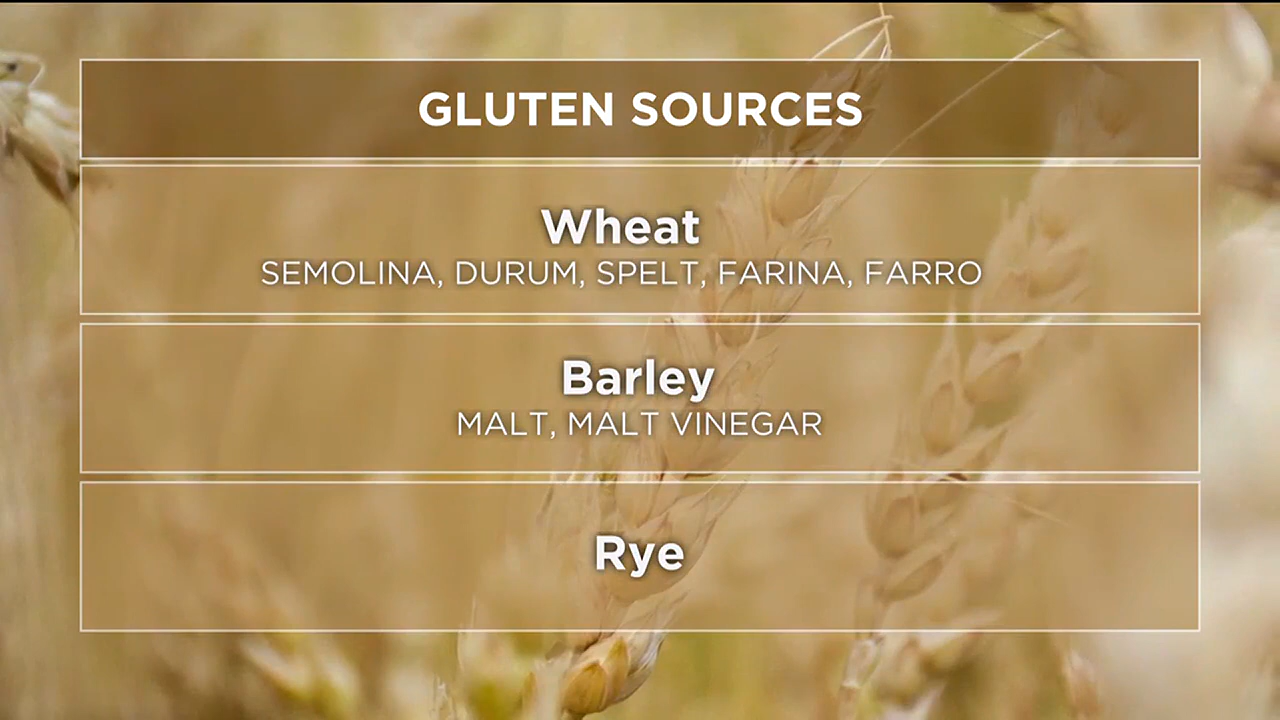 GLUTEN SOURCES
Wheat
SEMOLINA, DURUM, SPELT, FARINA, FARRO
Barley
MALT, MALT VINEGAR
Rye